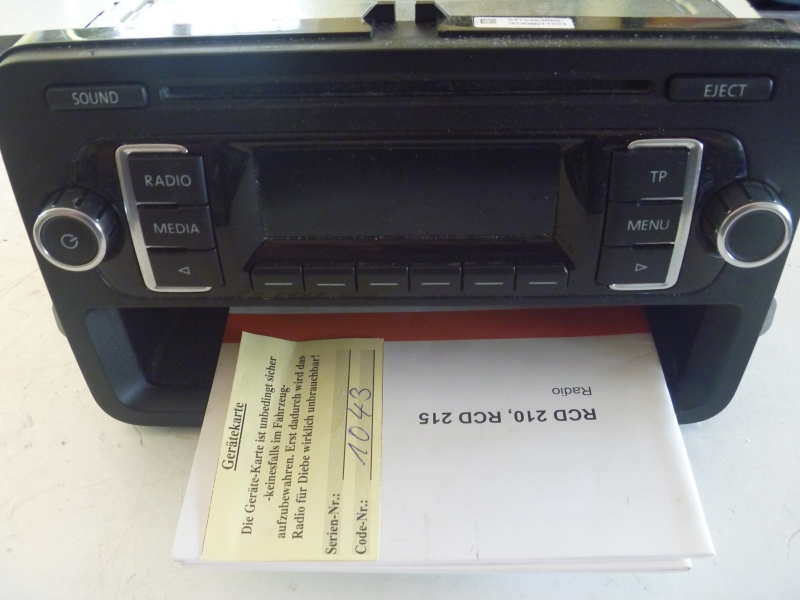 SOUND
EJECT
RADIO
TP
MEDIA
MENU
Gerätekarte
Die Geräte-Karte ist unbedingt sicher
-keinesfalls im Fahrzeug-
aufzubewahren. Erst dadurch wird das
Radio für Diebe wirklich unbrauchbar!
Serien-Nr.:
Code-Nr.: 1043
RCD 210, RCD 215
Radio